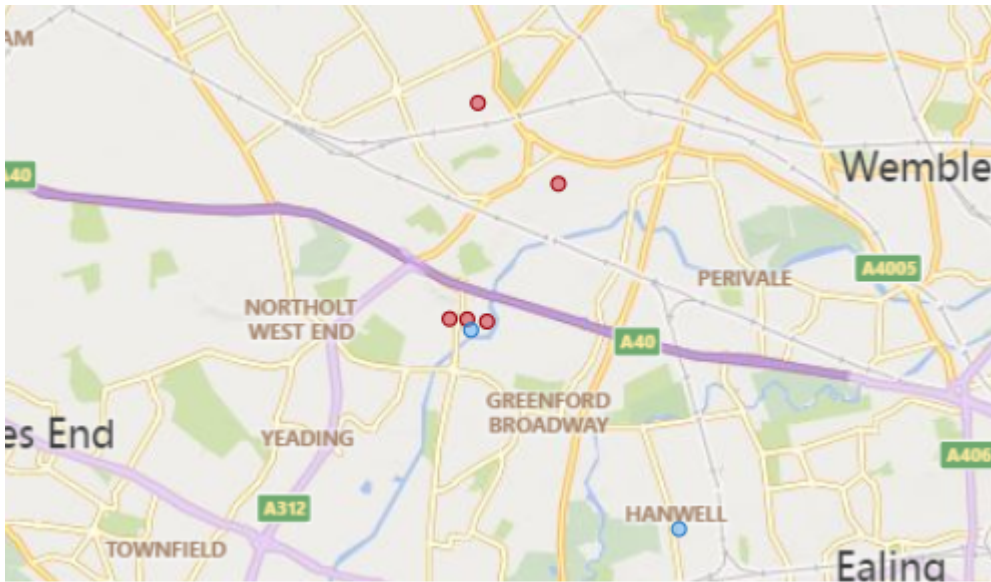 AM
A40
Wemble
A4005
PERIVALE
NORTHOLT
WEST END
A40
GREENFORD
BROADWAY
es End
YEADING
A406
A312
HANWELL
TOWNFIELD
Ealing